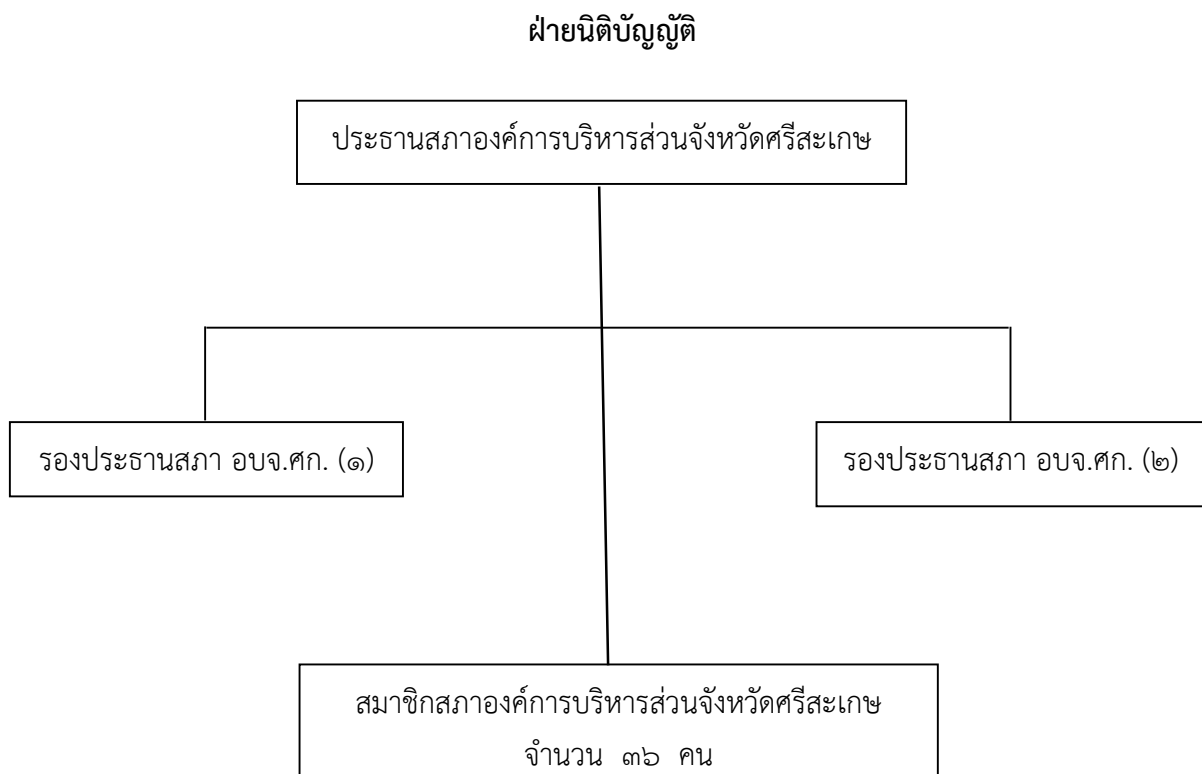 ฝ่ายนิติบัญญัติ
ประธานสภาองค์การบริหารส่วนจังหวัดศรีสะเกษ
รองประธานสภา อบจ.ศก. (๑)
รองประธานสภา อบจ.ศก. (๒)
สมาชิกสภาองค์การบริหารส่วนจังหวัดศรีสะเกษ
จำนวน ๓๖ คน